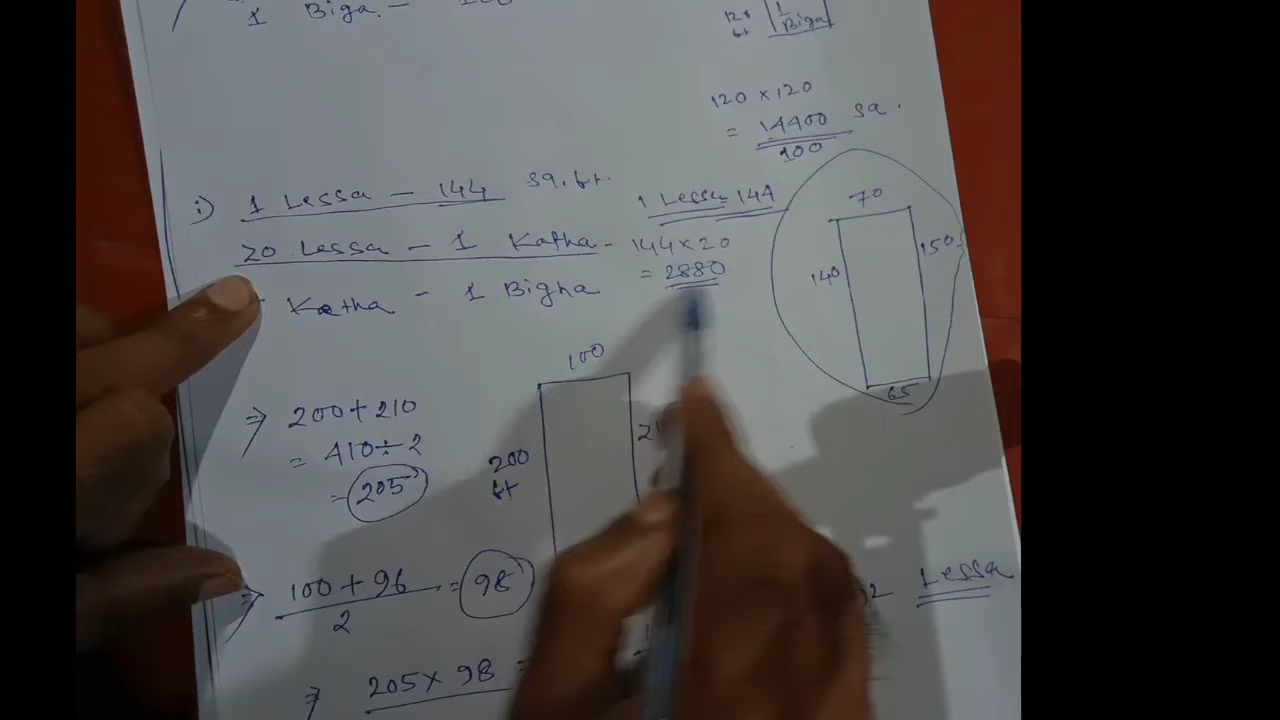 1 Biga. - 100
128
ft
1
Biga
120 × 120
= 14400 sq.
100
i) 1 Lessa - 144 sq.ft.
20 Lessa - 1 Katha -
Katha - 1 Bigha
1 Lessa 144
144 × 20
= 2880
70
140
150
65
100
200
ft
⇒ 200 + 210
= 410 ÷ 2
= 205
⇒ 100 + 96 = 98
2
⇒ 205 × 98 =
Lessa